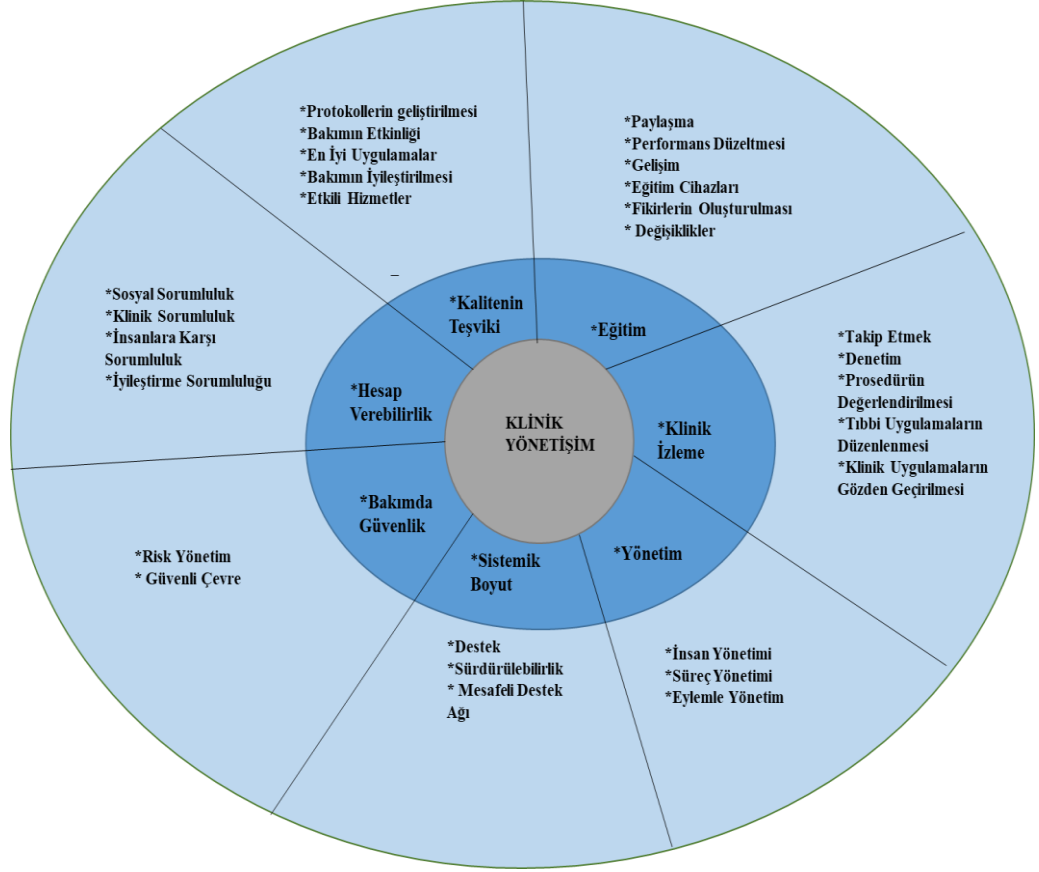 *Protokollerin geliştirilmesi
*Bakımın Etkinliği
*En İyi Uygulamalar
*Bakımın İyileştirilmesi
*Etkili Hizmetler
*Paylaşma
*Performans Düzeltmesi
*Gelişim
*Eğitim Cihazları
*Fikirlerin Oluşturulması
* Değişiklikler
*Sosyal Sorumluluk
*Klinik Sorumluluk
*İnsanlara Karşı
Sorumluluk
*İyileştirme Sorumluluğu
*Kalitenin
Teşviki
*Eğitim
*Takip Etmek
*Denetim
*Prosedürün
Değerlendirilmesi
*Tıbbi Uygulamaların
Düzenlenmesi
*Klinik Uygulamaların
Gözden Geçirilmesi
*Hesap
Verebilirlik
KLİNİK
YÖNETİŞİM
*Klinik
İzleme
*Bakımda
Güvenlik
*Sistemik
Boyut
*Yönetim
*Risk Yönetim
* Güvenli Çevre
*Destek
*Sürdürülebilirlik
* Mesafeli Destek
Ağı
*İnsan Yönetimi
*Süreç Yönetimi
*Eylemle Yönetim